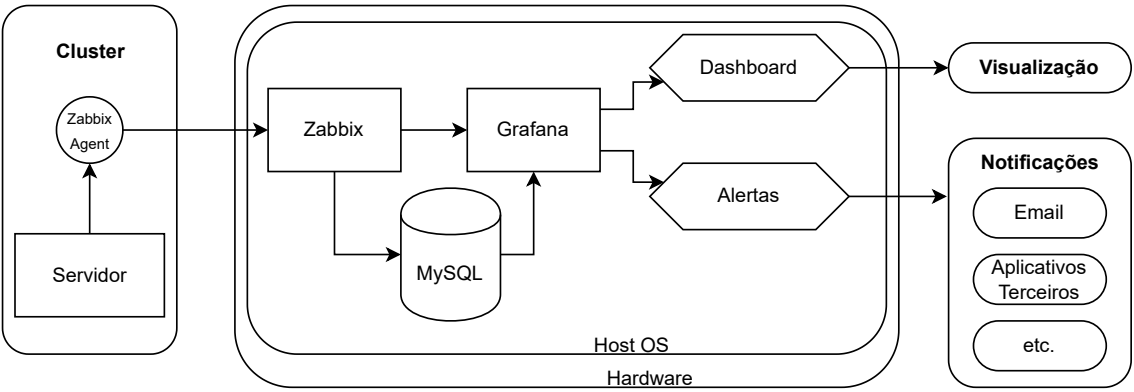 Cluster
Zabbix
Agent
Servidor
Zabbix
Grafana
MySQL
Dashboard
Alertas
Host OS
Hardware
Visualização
Notificações
Email
Aplicativos
Terceiros
etc.